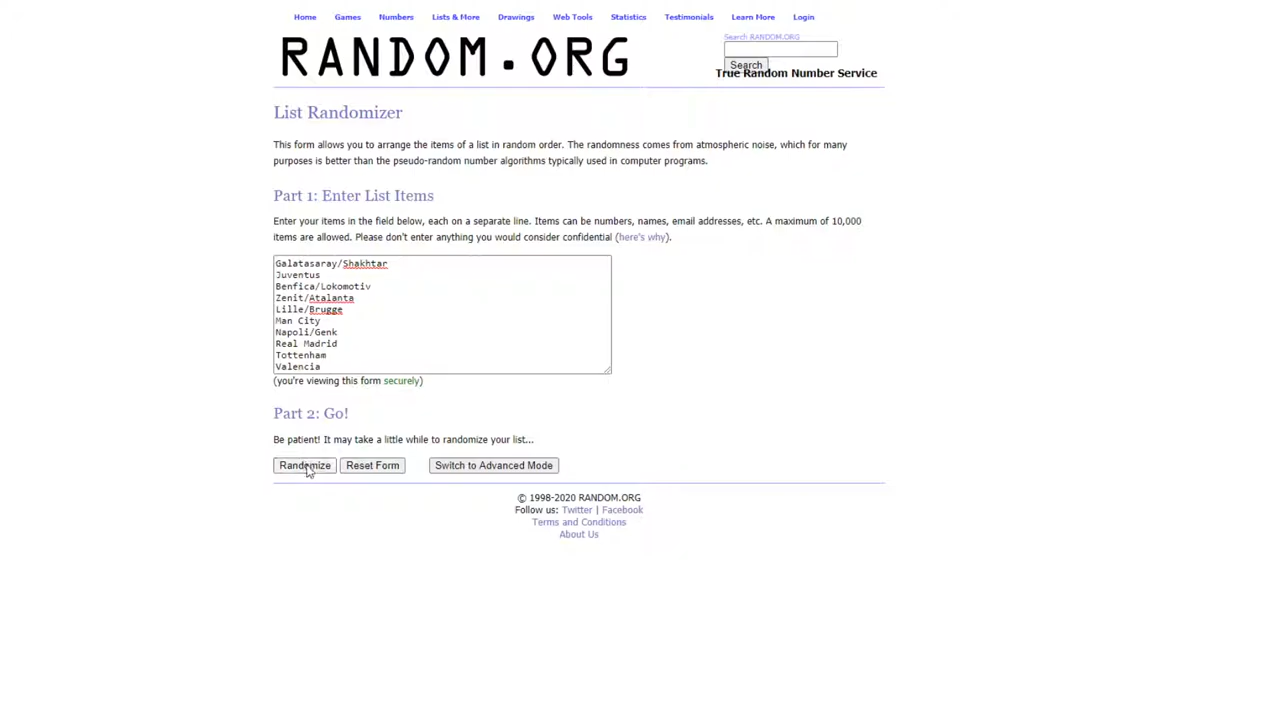 Home Games Numbers Lists & More Drawings Web Tools Statistics Testimonials Learn More Login
RANDOM.ORG
Search RANDOM.ORG
Search
True Random Number Service
List Randomizer
This form allows you to arrange the items of a list in random order. The randomness comes from atmospheric noise, which for many
purposes is better than the pseudo-random number algorithms typically used in computer programs.
Part 1: Enter List Items
Enter your items in the field below, each on a separate line. Items can be numbers, names, email addresses, etc. A maximum of 10,000
items are allowed. Please don't enter anything you would consider confidential (here's why).
Galatasaray/Shakhtar
Juventus
Benfica/Lokomotiv
Zenit/Atalanta
Lille/Brugge
Man City
Napoli/Genk
Real Madrid
Tottenham
Valencia
(you're viewing this form securely)
Part 2: Go!
Be patient! It may take a little while to randomize your list...
Randomize Reset Form Switch to Advanced Mode
© 1998-2020 RANDOM.ORG
Follow us: Twitter | Facebook
Terms and Conditions
About Us